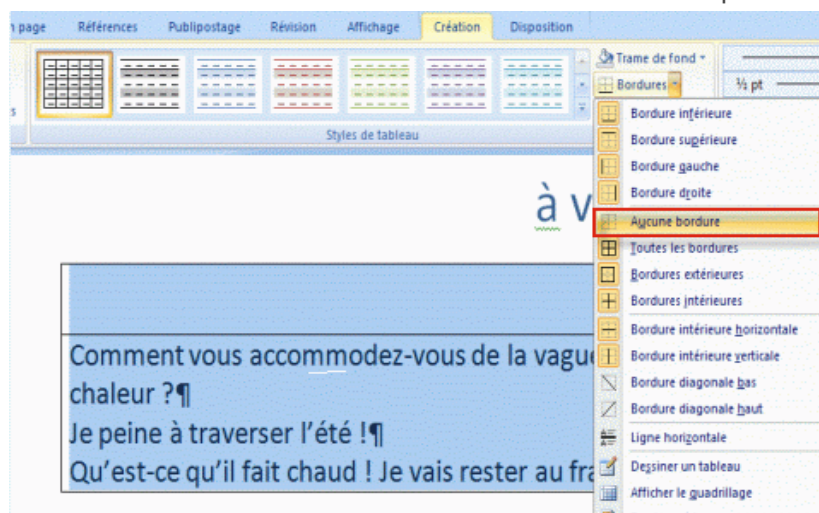 page Références Publipostage Révision Affichage Création Disposition
Trame de fond
Bordures ½ pt
s
Styles de tableau
Bordure inférieure
Bordure supérieure
Bordure gauche
Bordure droite
Aucune bordure
Toutes les bordures
Bordures extérieures
Bordures intérieures
Bordure intérieure horizontale
Bordure intérieure verticale
Bordure diagonale bas
Bordure diagonale haut
Ligne horizontale
Dessiner un tableau
Afficher le quadrillage
à v
Comment vous accommodez-vous de la vague
chaleur ?¶
Je peine à traverser l’été !¶
Qu’est-ce qu’il fait chaud ! Je vais rester au fra